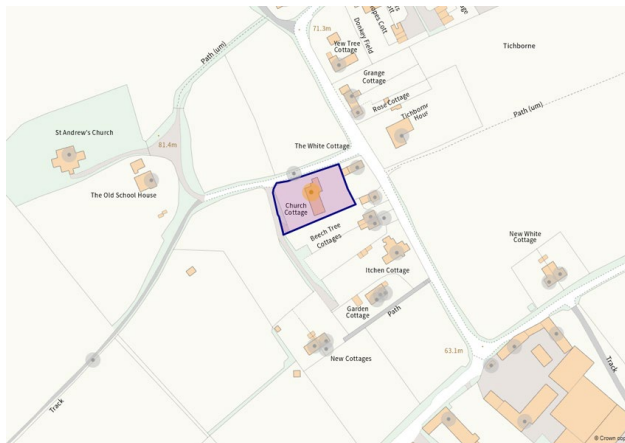 71.3m
Donkey Field
Path (um)
Yew Tree
Cottage
Tichborne
Grange
Cottage
Rose Cottage
Tichborne
Path (um)
St Andrew's Church
81.4m
The White Cottage
The Old School House
Church
Cottage
Beech Tree
Cottages
New White
Cottage
Itchen Cottage
Garden
Cottage
Path
63.1m
New Cottages
Track
Track
© Crown